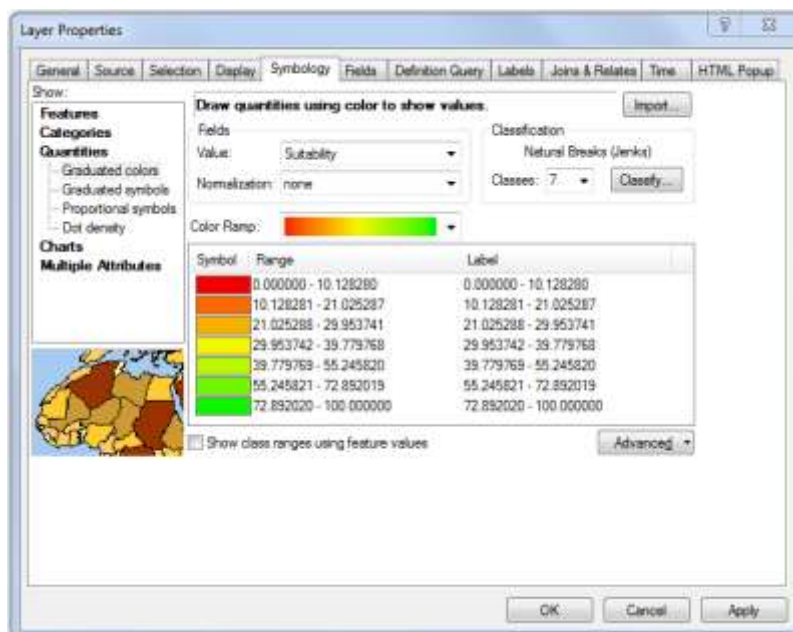 Layer Properties
General Source Selection Display Symbology Fields Definition Query Labels Joins & Relates Time HTML Popup
Show:
Features
Categories
Quantities
Graduated colors
Graduated symbols
Proportional symbols
Dot density
Charts
Multiple Attributes
Draw quantities using color to show values.
Import...
Fields
Value: Suitability
Normalization: none
Classification
Natural Breaks (Jenks)
Classes: 7 Classify...
Color Ramp:
Symbol Range Label
0.000000 - 10.128280 0.000000 - 10.128280
10.128281 - 21.025287 10.128281 - 21.025287
21.025288 - 29.953741 21.025288 - 29.953741
29.953742 - 39.779768 29.953742 - 39.779768
39.779769 - 55.245820 39.779769 - 55.245820
55.245821 - 72.892019 55.245821 - 72.892019
72.892020 - 100.000000 72.892020 - 100.000000
Show class ranges using feature values
Advanced
OK Cancel Apply